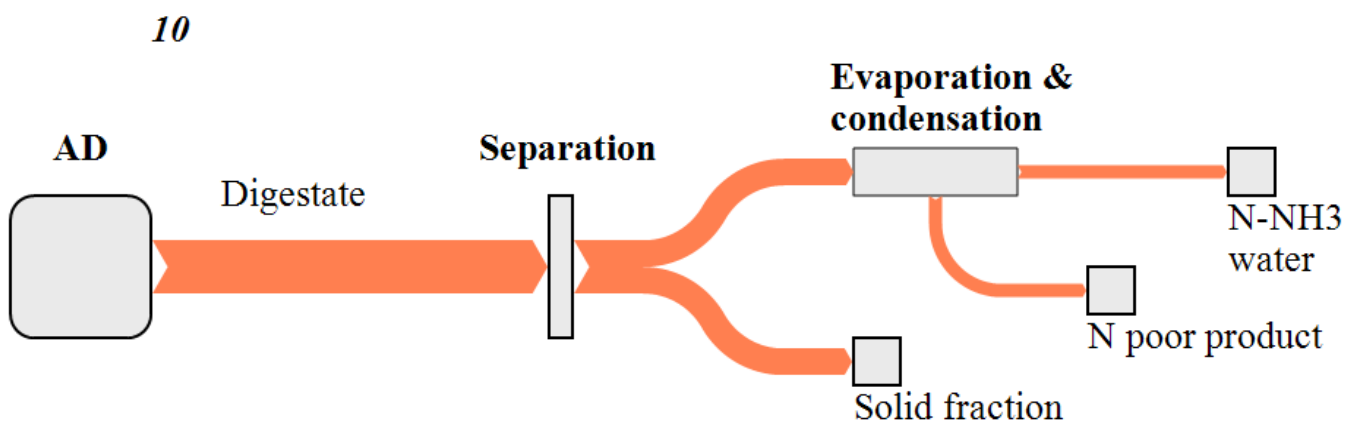 10
Evaporation &
condensation
AD
Separation
Digestate
N-NH3
water
N poor product
Solid fraction